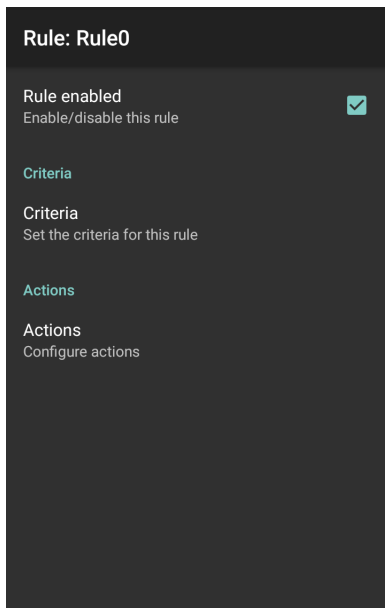 Rule: Rule0
Rule enabled
Enable/disable this rule
Criteria
Criteria
Set the criteria for this rule
Actions
Actions
Configure actions